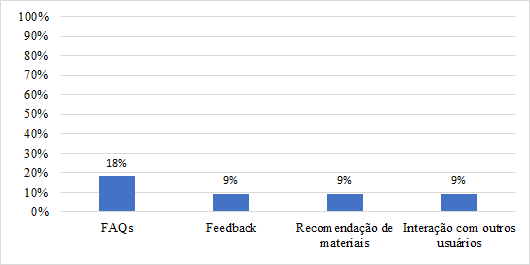 100%
90%
80%
70%
60%
50%
40%
30%
20%
10%
0%
18%
9%
9%
9%
FAQs
Feedback
Recomendação de
materiais
Interação com outros
usuários